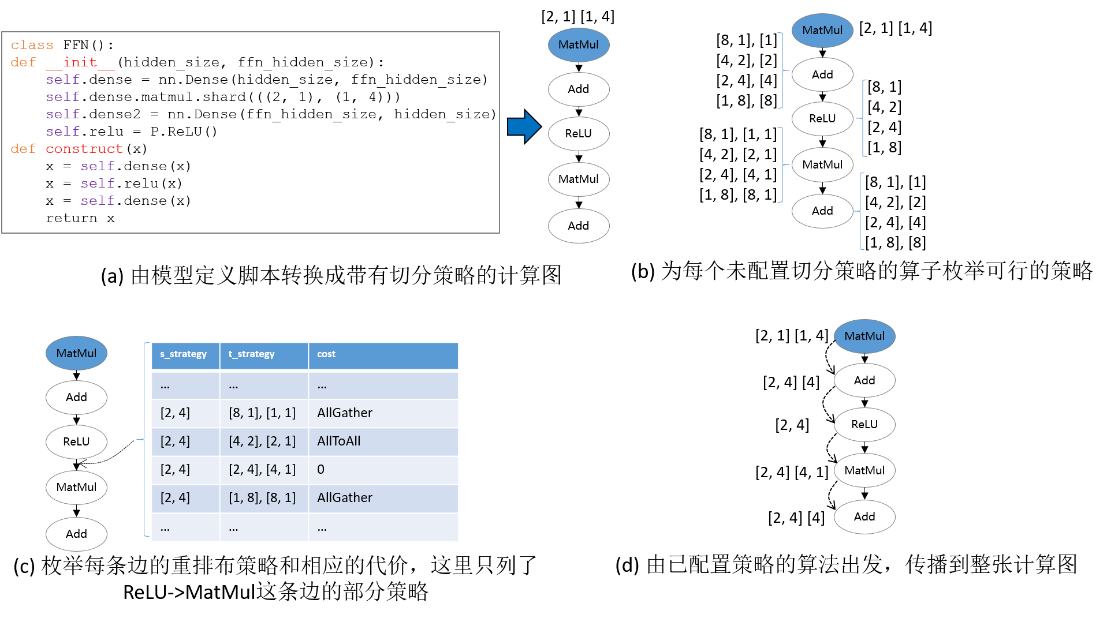 class FFN():
def __init__(hidden_size, ffn_hidden_size):
self.dense = nn.Dense(hidden_size, ffn_hidden_size)
self.dense.matmul.shard(((2, 1), (1, 4)))
self.dense2 = nn.Dense(ffn_hidden_size, hidden_size)
self.relu = P.ReLU()
def construct(x)
x = self.dense(x)
x = self.relu(x)
x = self.dense(x)
return x
[2, 1] [1, 4]
MatMul
Add
ReLU
MatMul
Add
(a) 由模型定义脚本转换成带有切分策略的计算图
MatMul
[2, 1] [1, 4]
[8, 1], [1]
[4, 2], [2]
[2, 4], [4]
[1, 8], [8]
Add
[8, 1]
[4, 2]
[2, 4]
[1, 8]
ReLU
[8, 1], [1, 1]
[4, 2], [2, 1]
[2, 4], [4, 1]
[1, 8], [8, 1]
MatMul
[8, 1], [1]
[4, 2], [2]
[2, 4], [4]
[1, 8], [8]
Add
(b) 为每个未配置切分策略的算子枚举可行的策略
MatMul
Add
ReLU
MatMul
Add
s_strategy t_strategy cost
... ... ...
[2, 4] [8, 1], [1, 1] AllGather
[2, 4] [4, 2], [2, 1] AllToAll
[2, 4] [2, 4], [4, 1] 0
[2, 4] [1, 8], [8, 1] AllGather
... ... ...
(c) 枚举每条边的重排布策略和相应的代价，这里只列了
ReLU->MatMul这条边的部分策略
[2, 1] [1, 4] MatMul
[2, 4] [4] Add
[2, 4] ReLU
[2, 4] [4, 1] MatMul
[2, 4] [4] Add
(d) 由已配置策略的算法出发，传播到整张计算图